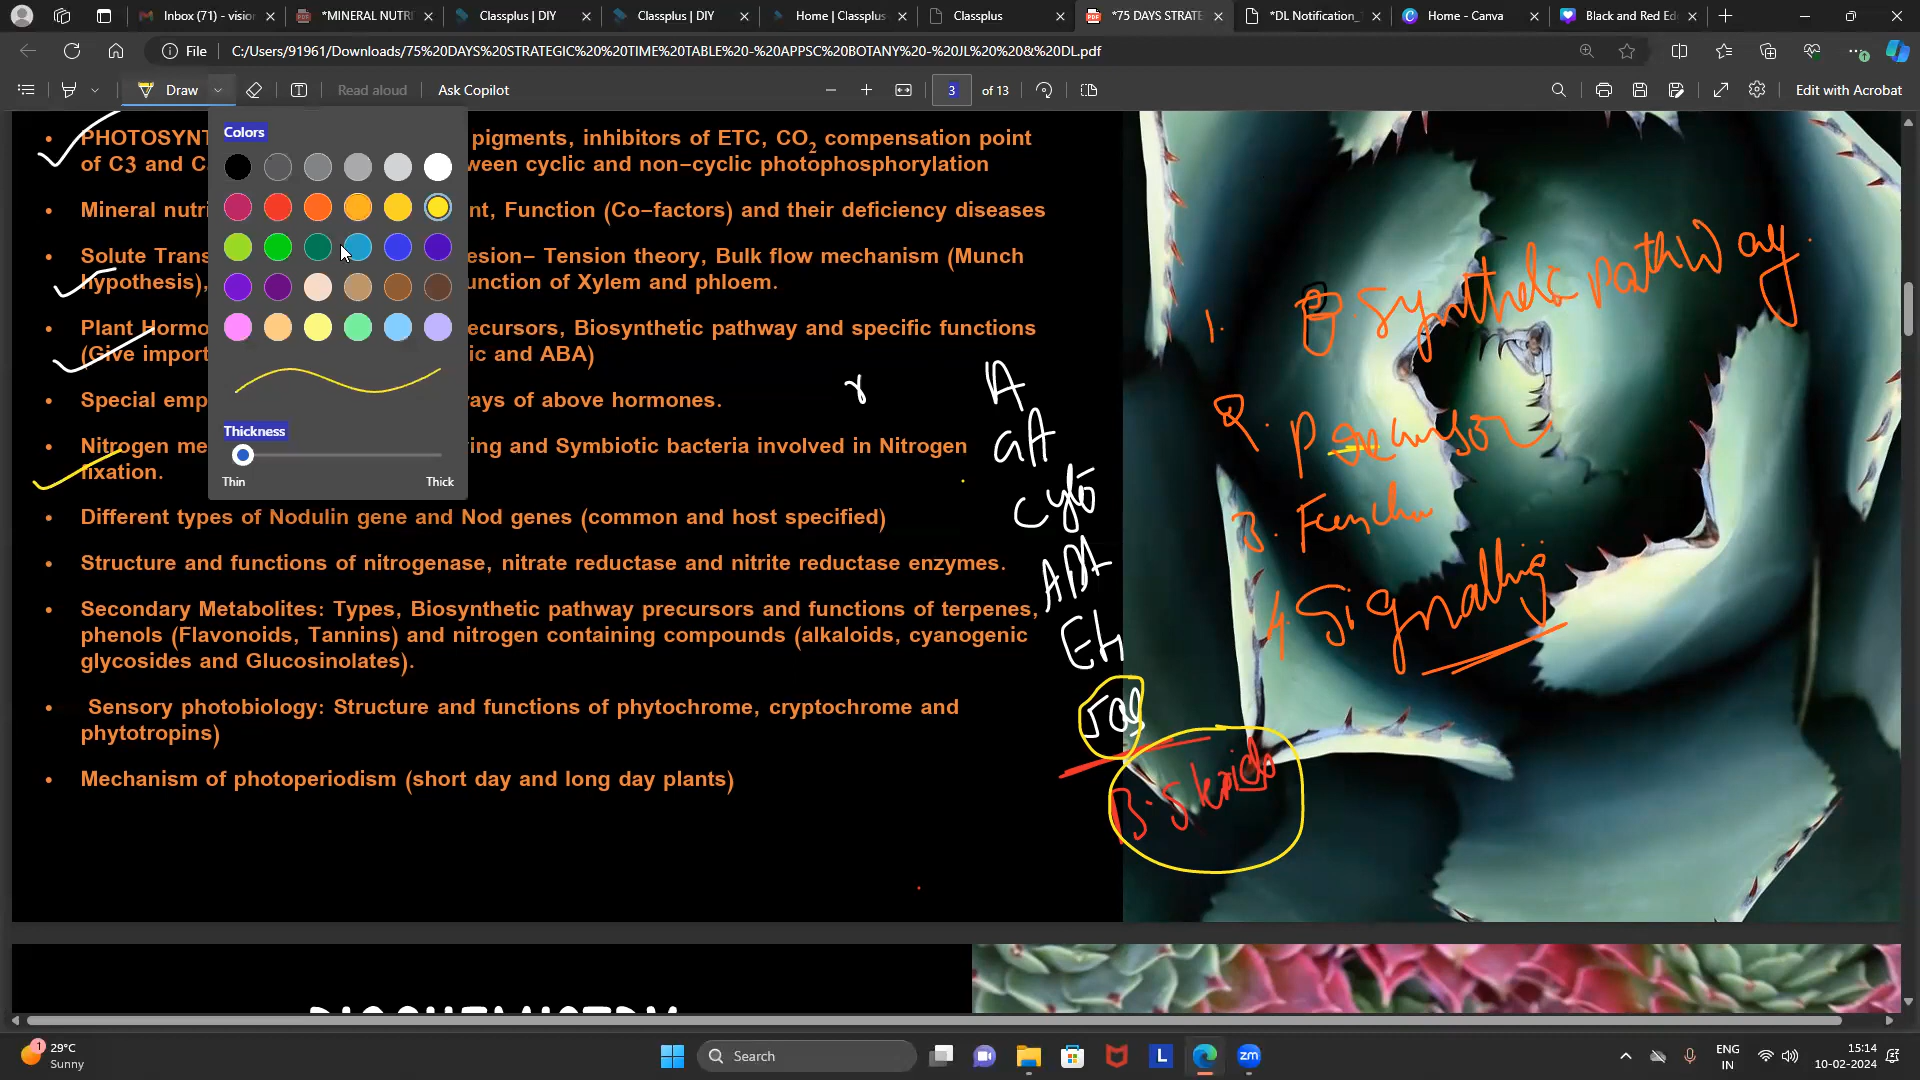 Inbox (71) - vision
*MINERAL NUTRI
Classplus | DIY
Classplus | DIY
Home | Classplus
Classplus
*75 DAYS STRATE
*DL Notification_
Home - Canva
Black and Red Ed
File
C:/Users/91961/Downloads/75%20DAYS%20STRATEGIC%20%20TIME%20TABLE%20-%20APPSC%20BOTANY%20-%20JL%20%20&%20DL.pdf
Draw
Read aloud
Ask Copilot
3 of 13
Edit with Acrobat
Colors
Thickness
Thin
Thick
• PHOTOSYNT pigments, inhibitors of ETC, CO2 compensation point
of C3 and C ween cyclic and non-cyclic photophosphorylation
• Mineral nutri nt, Function (Co-factors) and their deficiency diseases
• Solute Trans esion- Tension theory, Bulk flow mechanism (Munch
hypothesis), unction of Xylem and phloem.
• Plant Hormo ecursors, Biosynthetic pathway and specific functions
(Give import ic and ABA)
• Special emp ways of above hormones.
• Nitrogen me ing and Symbiotic bacteria involved in Nitrogen
fixation.
• Different types of Nodulin gene and Nod genes (common and host specified)
• Structure and functions of nitrogenase, nitrate reductase and nitrite reductase enzymes.
• Secondary Metabolites: Types, Biosynthetic pathway precursors and functions of terpenes,
phenols (Flavonoids, Tannins) and nitrogen containing compounds (alkaloids, cyanogenic
glycosides and Glucosinolates).
• Sensory photobiology: Structure and functions of phytochrome, cryptochrome and
phytotropins)
• Mechanism of photoperiodism (short day and long day plants)
A
GA
Cyto
ABA
Eth
1. B. Synthetic pathway
2. Precursor
3.
4. Signalling
29°C
Sunny
Search
ENG
IN
15:14
10-02-2024